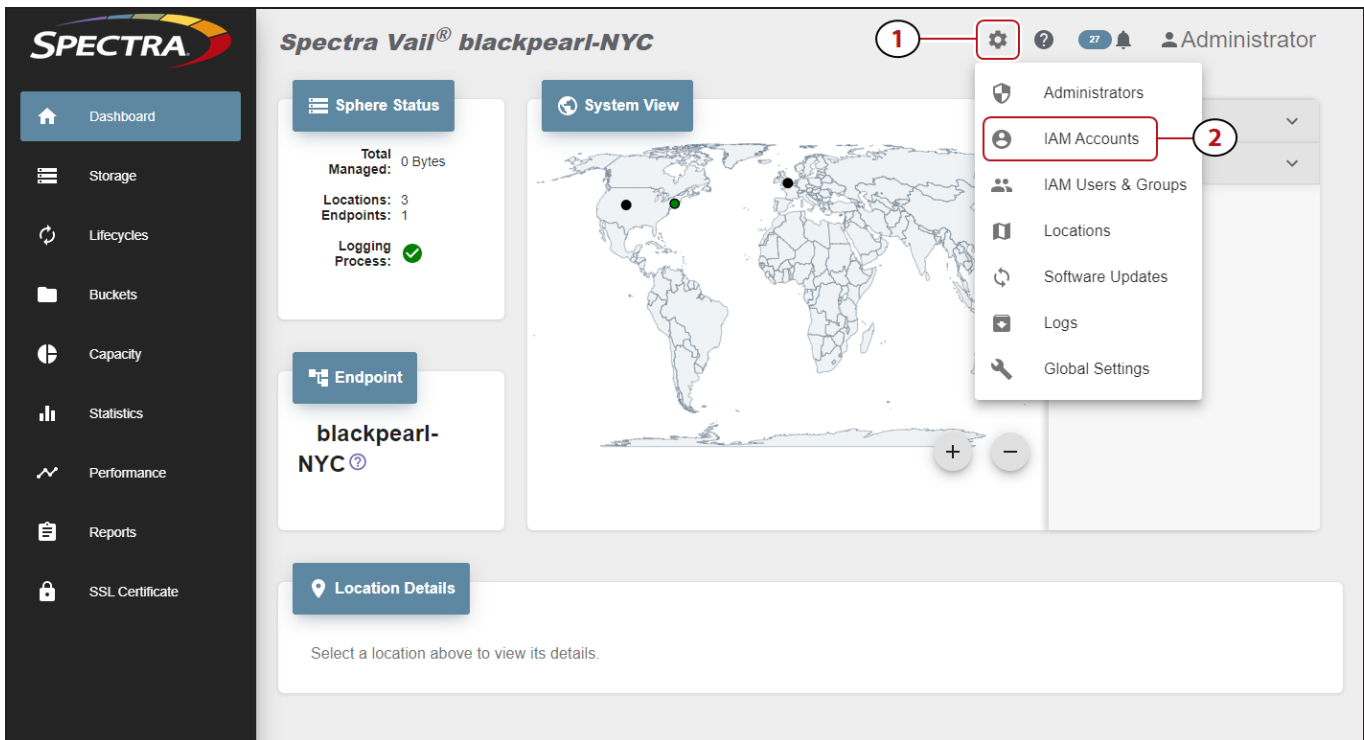 SPECTRA
Dashboard
Storage
Lifecycles
Buckets
Capacity
Statistics
Performance
Reports
SSL Certificate
Spectra Vail® blackpearl-NYC
1
27
Administrator
Administrators
IAM Accounts
2
IAM Users & Groups
Locations
Software Updates
Logs
Global Settings
Sphere Status
Total
Managed: 0 Bytes
Locations: 3
Endpoints: 1
Logging
Process:
System View
+
−
Endpoint
blackpearl-
NYC
Location Details
Select a location above to view its details.